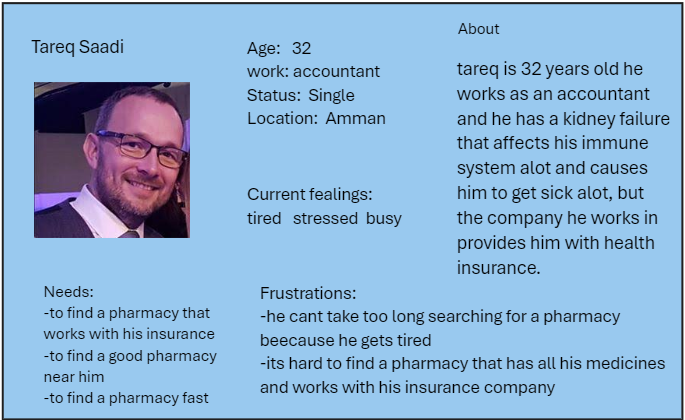 Tareq Saadi
Age: 32
work: accountant
Status: Single
Location: Amman
Current fealings:
tired stressed busy
About
tareq is 32 years old he
works as an accountant
and he has a kidney failure
that affects his immune
system alot and causes
him to get sick alot, but
the company he works in
provides him with health
insurance.
Needs:
-to find a pharmacy that
works with his insurance
-to find a good pharmacy
near him
-to find a pharmacy fast
Frustrations:
-he cant take too long searching for a pharmacy
beecause he gets tired
-its hard to find a pharmacy that has all his medicines
and works with his insurance company